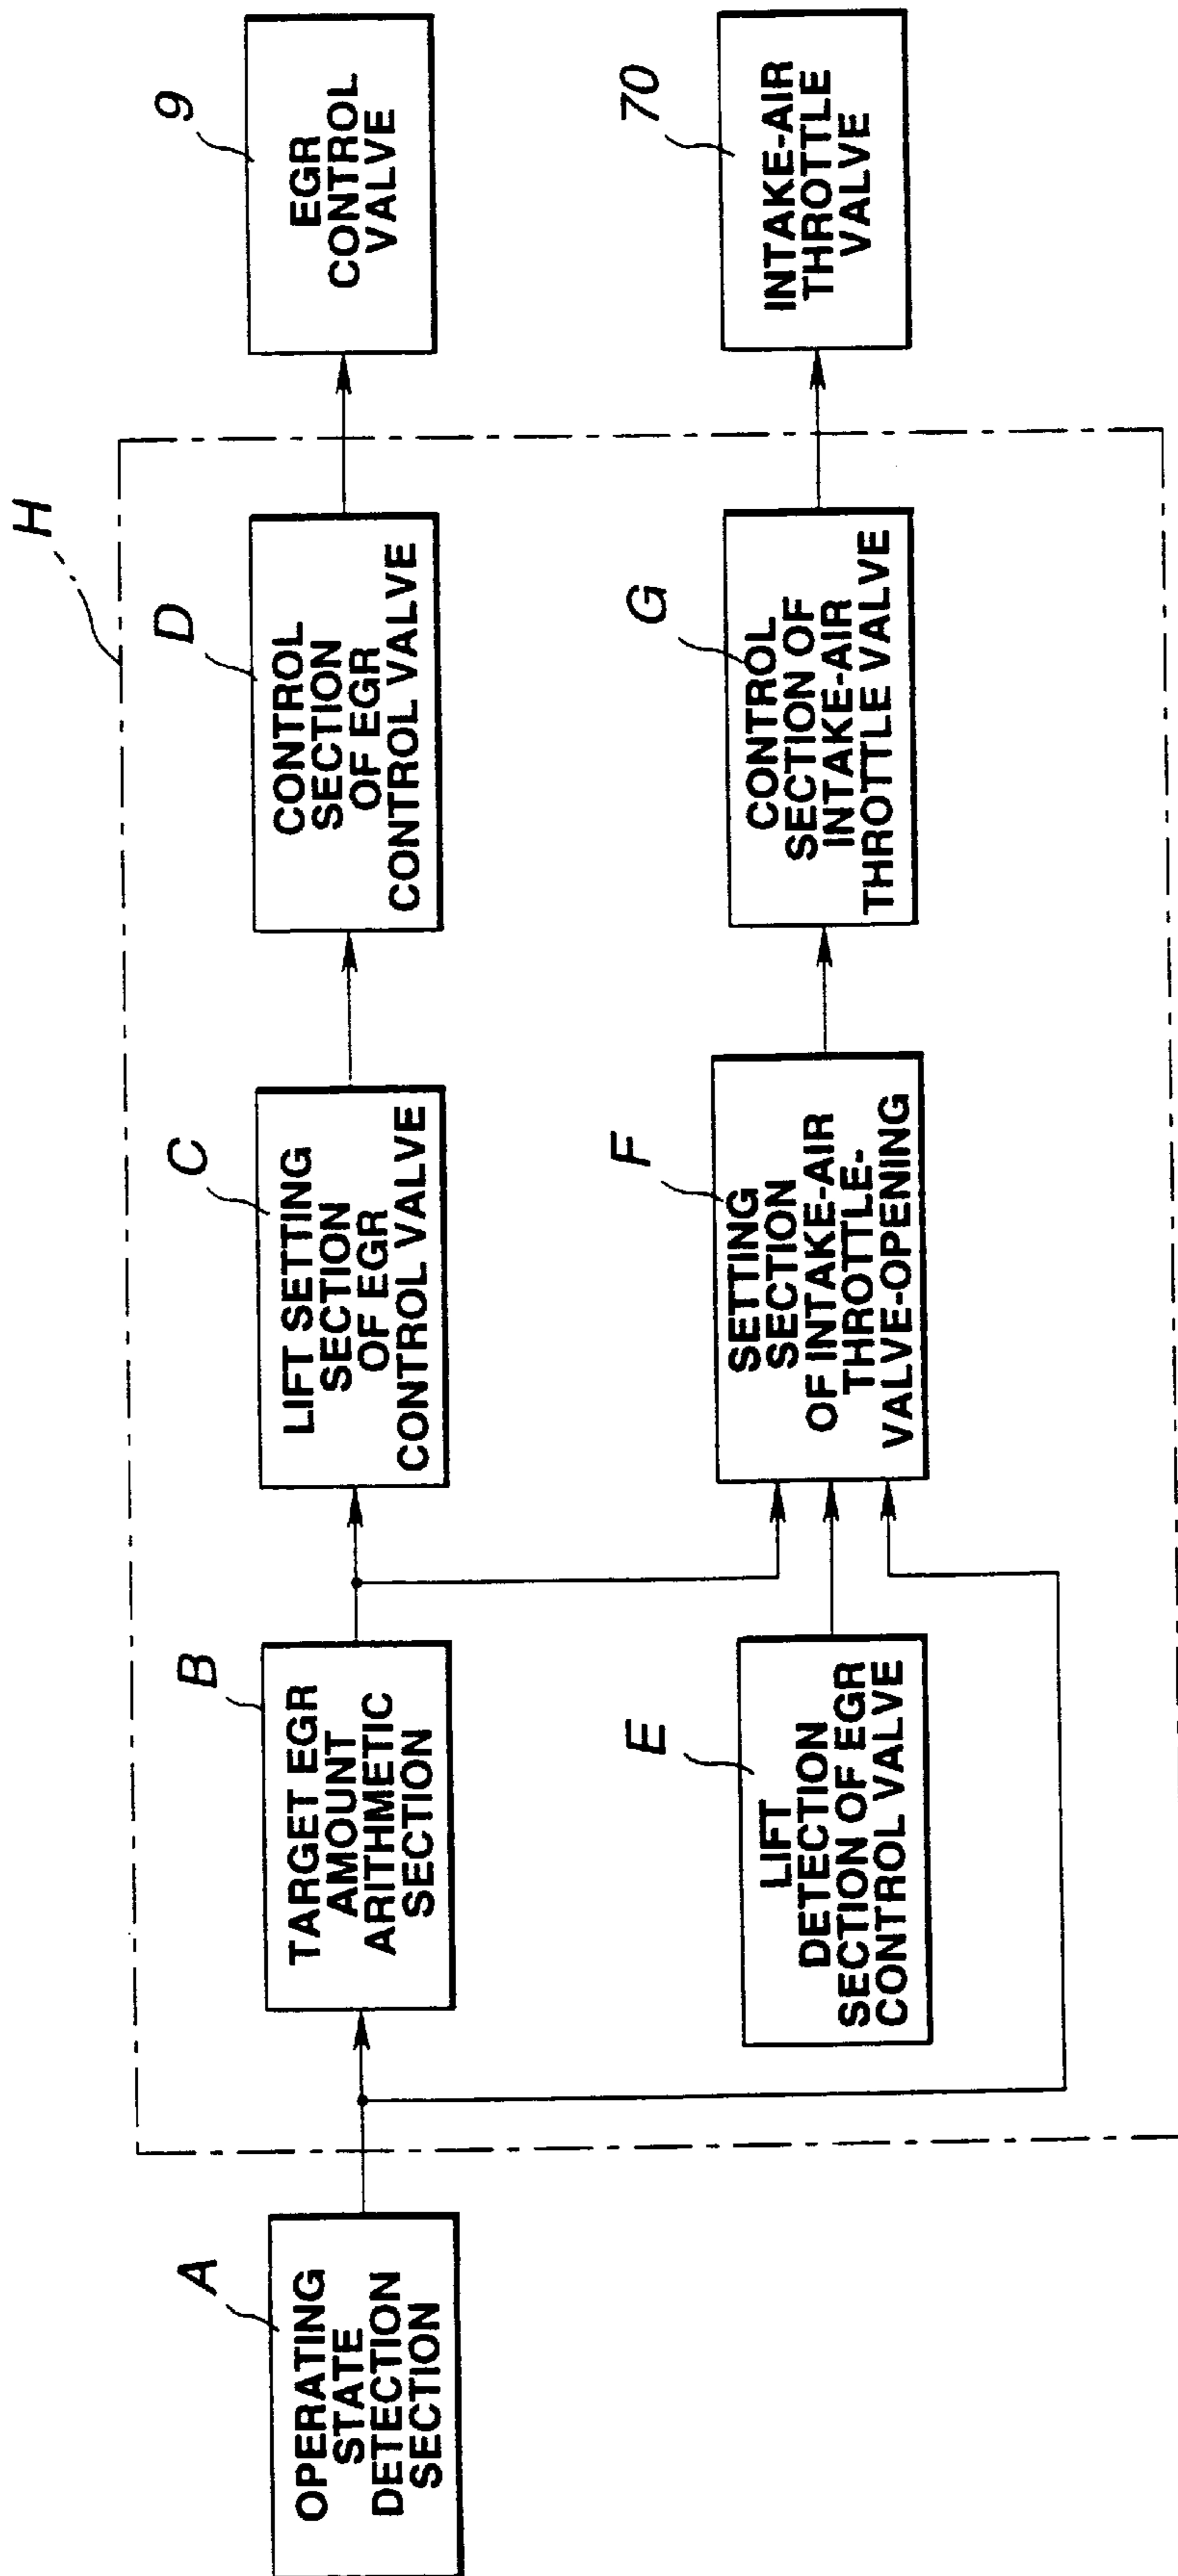 A
OPERATING
STATE
DETECTION
SECTION
B
TARGET EGR
AMOUNT
ARITHMETIC
SECTION
C
LIFT SETTING
SECTION
OF EGR
CONTROL VALVE
D
CONTROL
SECTION
OF EGR
CONTROL VALVE
H
9
EGR
CONTROL
VALVE
E
LIFT
DETECTION
SECTION OF EGR
CONTROL VALVE
F
SETTING
SECTION
OF INTAKE-AIR
THROTTLE-
VALVE-OPENING
G
CONTROL
SECTION OF
INTAKE-AIR
THROTTLE VALVE
70
INTAKE-AIR
THROTTLE
VALVE